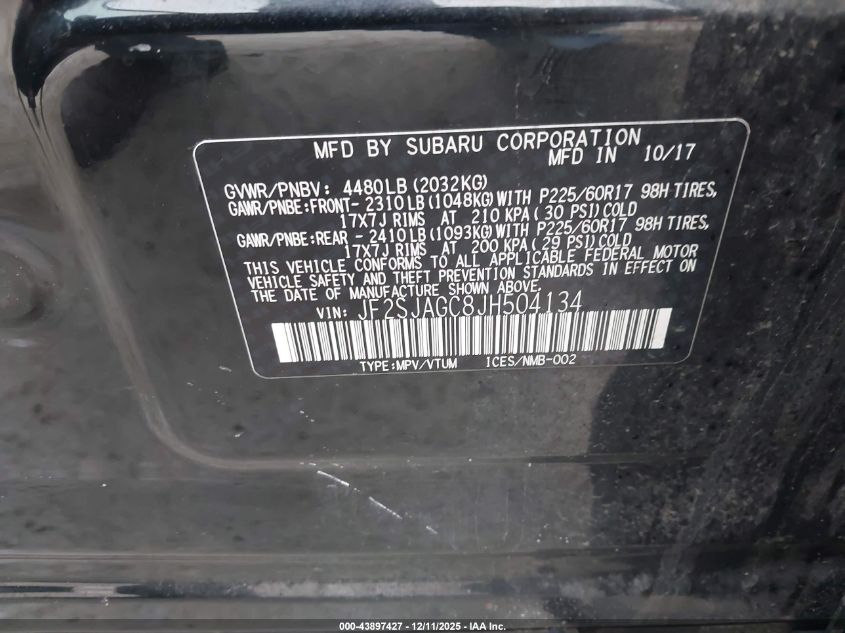 MFD BY SUBARU CORPORATION
MFD IN 10/17
GVWR/PNBV: 4480LB(2032KG)
GAWR/PNBE:FRONT- 2310LB(1048KG)WITH P225/60R17 98H TIRES,
17X7J RIMS AT 210 KPA( 30 PSI)COLD
GAWR/PNBE:REAR - 2410LB(1093KG)WITH P225/60R17 98H TIRES,
17X7J RIMS AT 200 KPA( 29 PSI)COLD
THIS VEHICLE CONFORMS TO ALL APPLICABLE FEDERAL MOTOR
VEHICLE SAFETY AND THEFT PREVENTION STANDARDS IN EFFECT ON
THE DATE OF MANUFACTURE SHOWN ABOVE.
VIN: JF2SJAGC8JH504134
TYPE:MPV/VTUM ICES/NMB-002
000-43897427 - 12/11/2025 - IAA Inc.